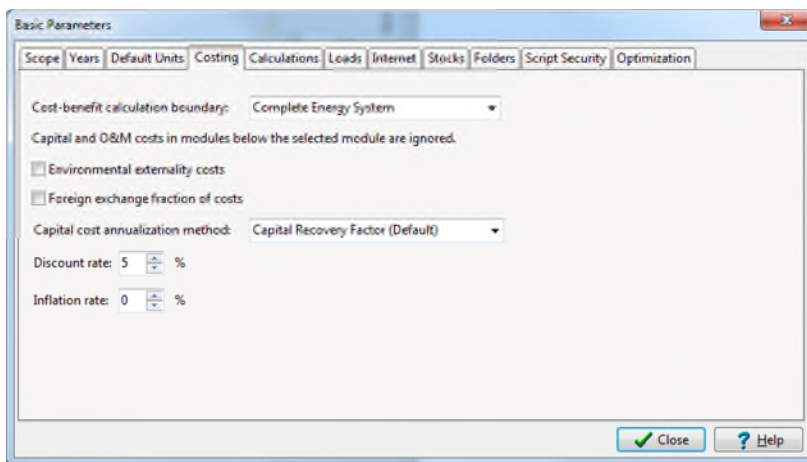 Basic Parameters
Scope Years Default Units Costing Calculations Loads Internet Stocks Folders Script Security Optimization
Cost-benefit calculation boundary: Complete Energy System
Capital and O&M costs in modules below the selected module are ignored.
Environmental externality costs
Foreign exchange fraction of costs
Capital cost annualization method: Capital Recovery Factor (Default)
Discount rate: 5 %
Inflation rate: 0 %
Close ? Help